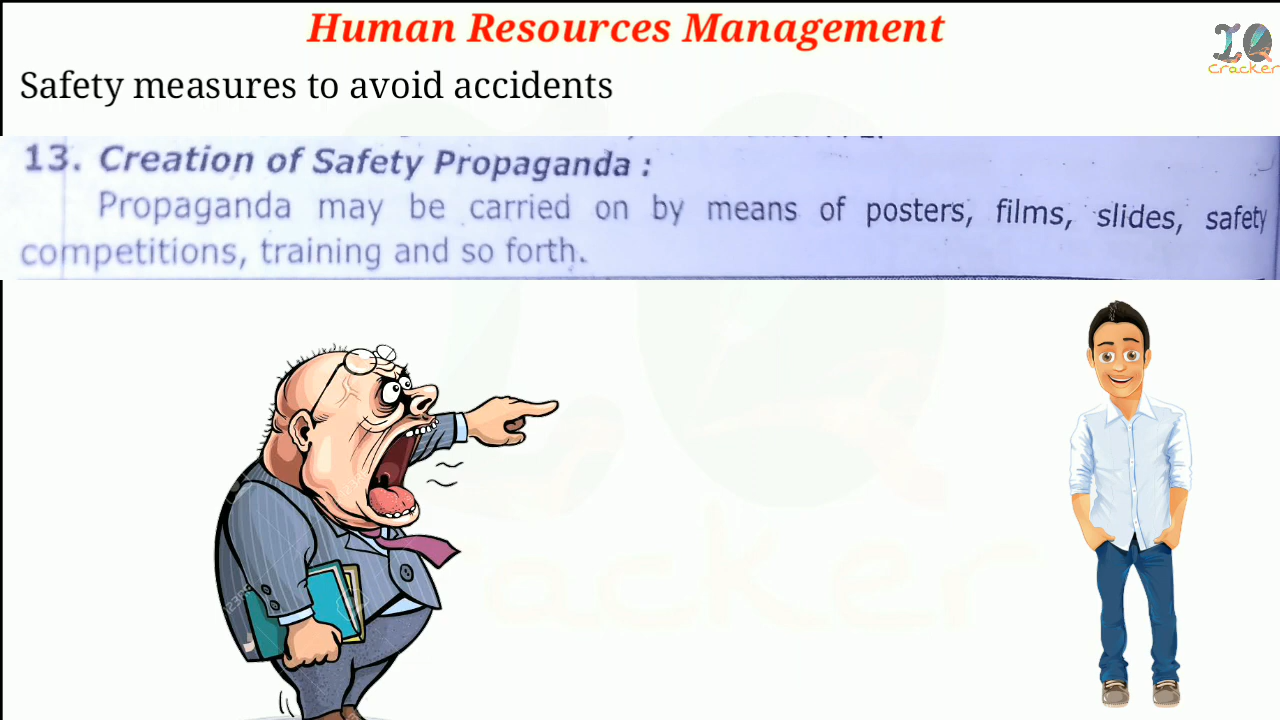 Human Resources Management
IQ
cracker
Safety measures to avoid accidents
13. Creation of Safety Propaganda :
Propaganda may be carried on by means of posters, films, slides, safety
competitions, training and so forth.